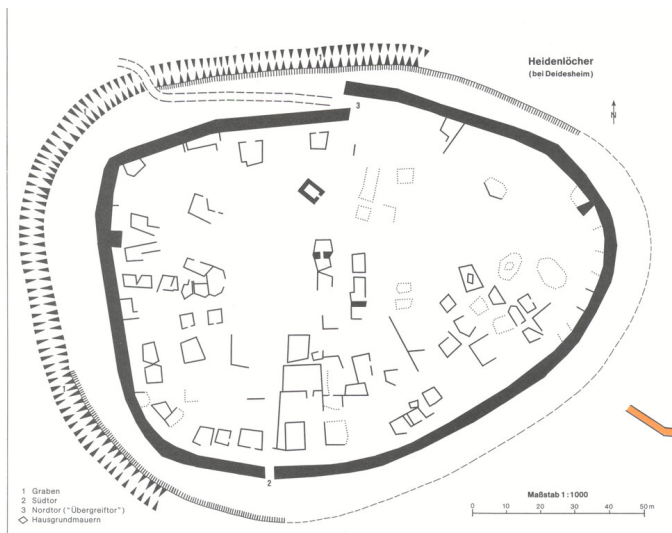 Heidenlöcher
(bei Deidesheim)
N
3
2
1 Graben
2 Südtor
3 Nordtor ("Übergreiftor")
Hausgrundmauern
Maßstab 1:1000
0 10 20 30 40 50 m